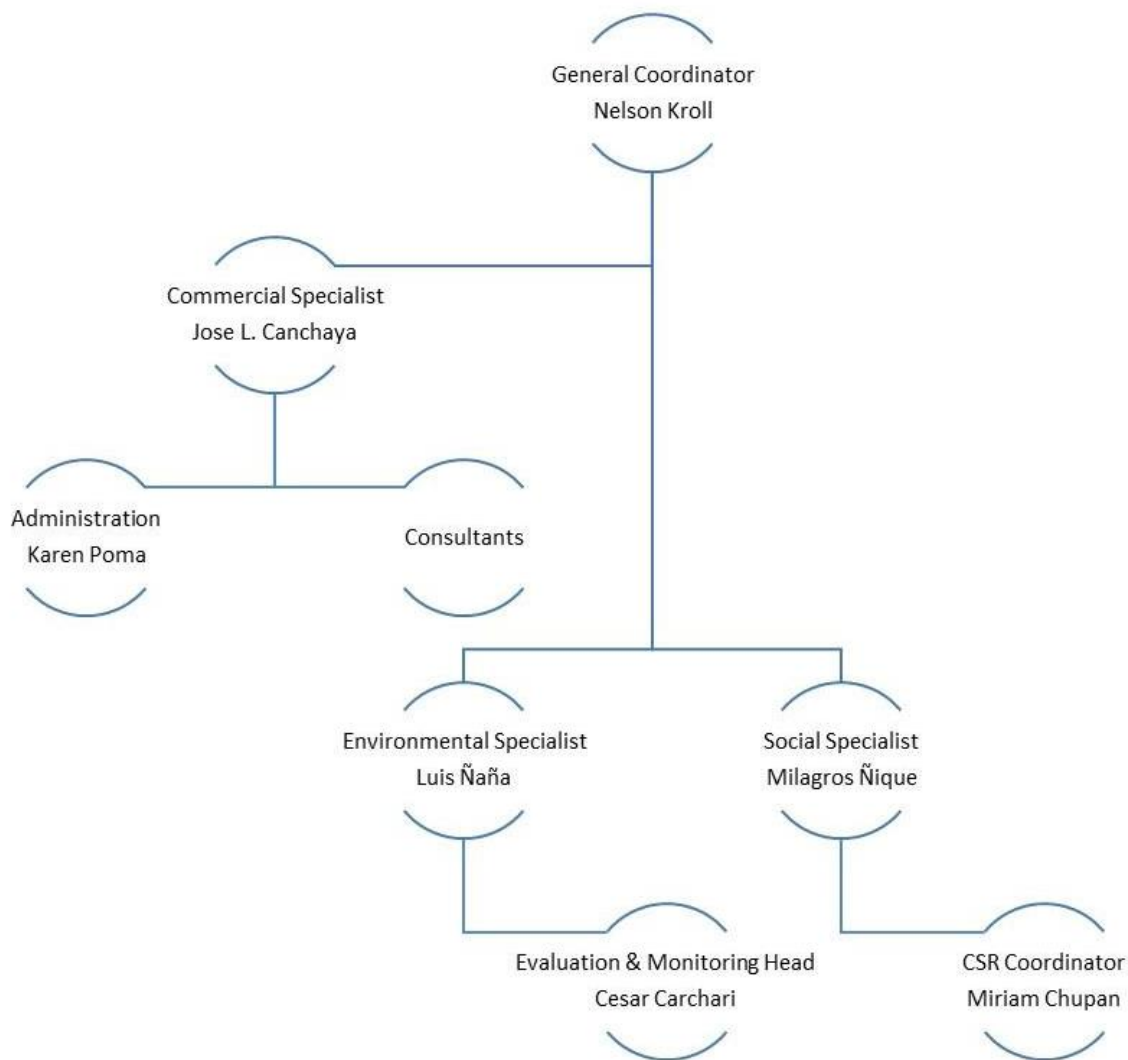 General Coordinator
Nelson Kroll
Commercial Specialist
Jose L. Canchaya
Administration
Karen Poma
Consultants
Environmental Specialist
Luis Ñaña
Social Specialist
Milagros Ñique
Evaluation & Monitoring Head
Cesar Carchari
CSR Coordinator
Miriam Chupan